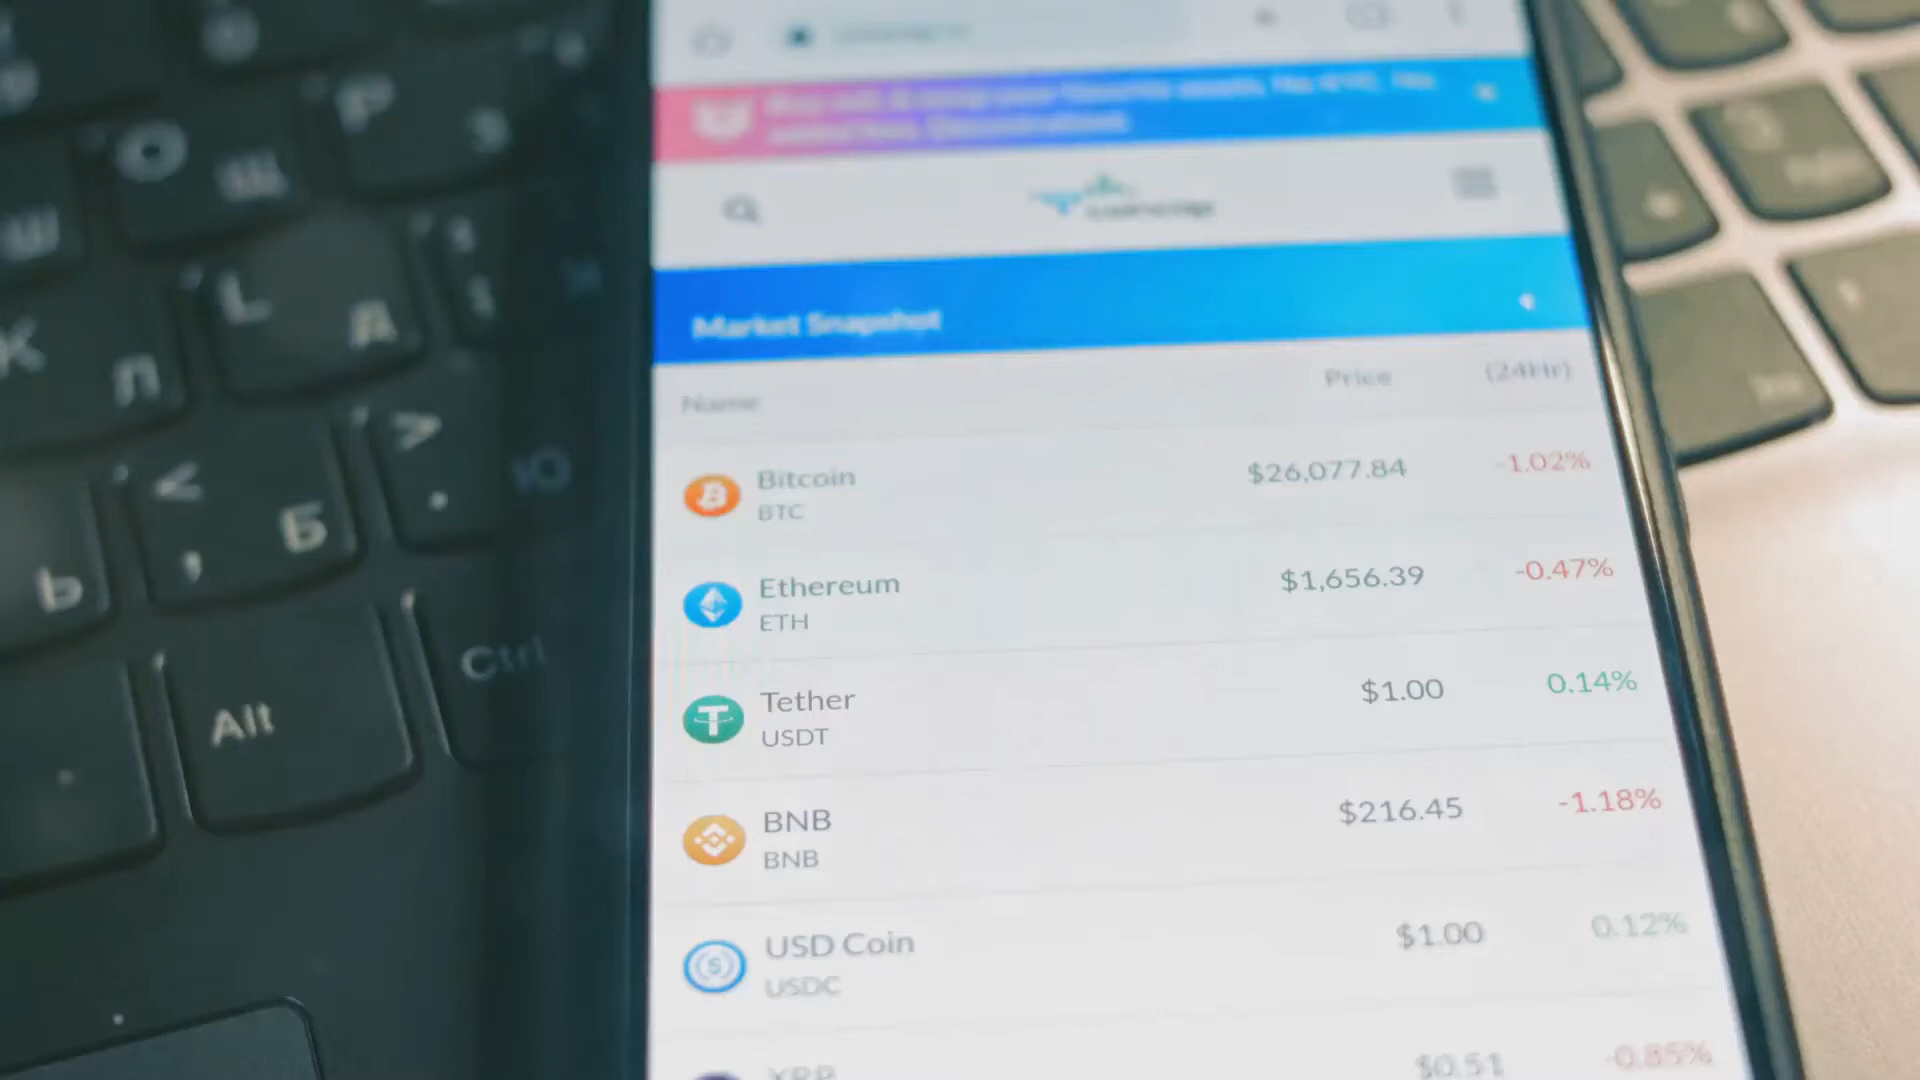 Market Snapshot
Name Price (24Hr)
Bitcoin $26,077.84 -1.02%
BTC
Ethereum $1,656.39 -0.47%
ETH
Tether $1.00 0.14%
USDT
BNB $216.45 -1.18%
BNB
USD Coin $1.00 0.12%
USDC
XRP $0.51 -0.85%
O Щ
P З
Ш
K Л
L Д
< , Б
> . Ю
Ь
Alt
Ctrl